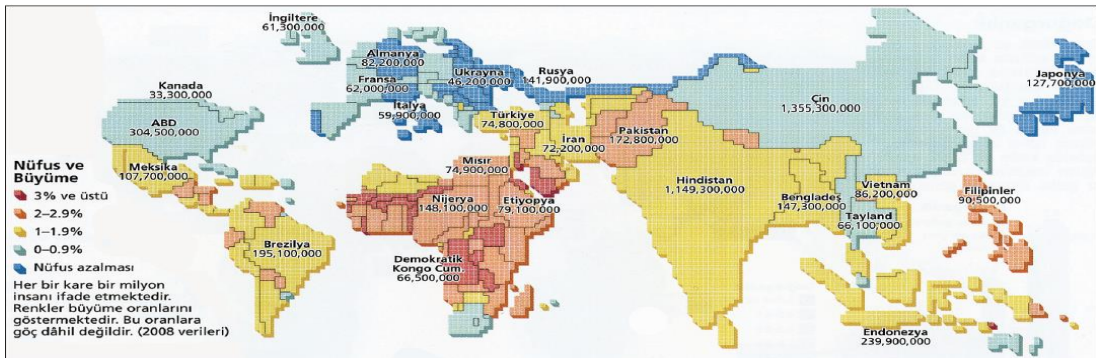 İngiltere
61,300,000
Almanya
82,200,000
Fransa
62,000,000
Ukrayna
46,200,000
Rusya
141,900,000
İtalya
59,900,000
Kanada
33,300,000
ABD
304,500,000
Meksika
107,700,000
Brezilya
195,100,000
Türkiye
74,800,000
İran
72,200,000
Pakistan
172,800,000
Çin
1,355,300,000
Japonya
127,700,000
Mısır
74,900,000
Nijerya
148,100,000
Etiyopya
79,100,000
Demokratik
Kongo Cum.
66,500,000
Hindistan
1,149,300,000
Bengladeş
147,300,000
Vietnam
86,200,000
Tayland
66,100,000
Filipinler
90,500,000
Endonezya
239,900,000
Nüfus ve
Büyüme
3% ve üstü
2–2.9%
1–1.9%
0–0.9%
Nüfus azalması
Her bir kare bir milyon
insanı ifade etmektedir.
Renkler büyüme oranlarını
göstermektedir. Bu oranlara
göç dâhil değildir. (2008 verileri)